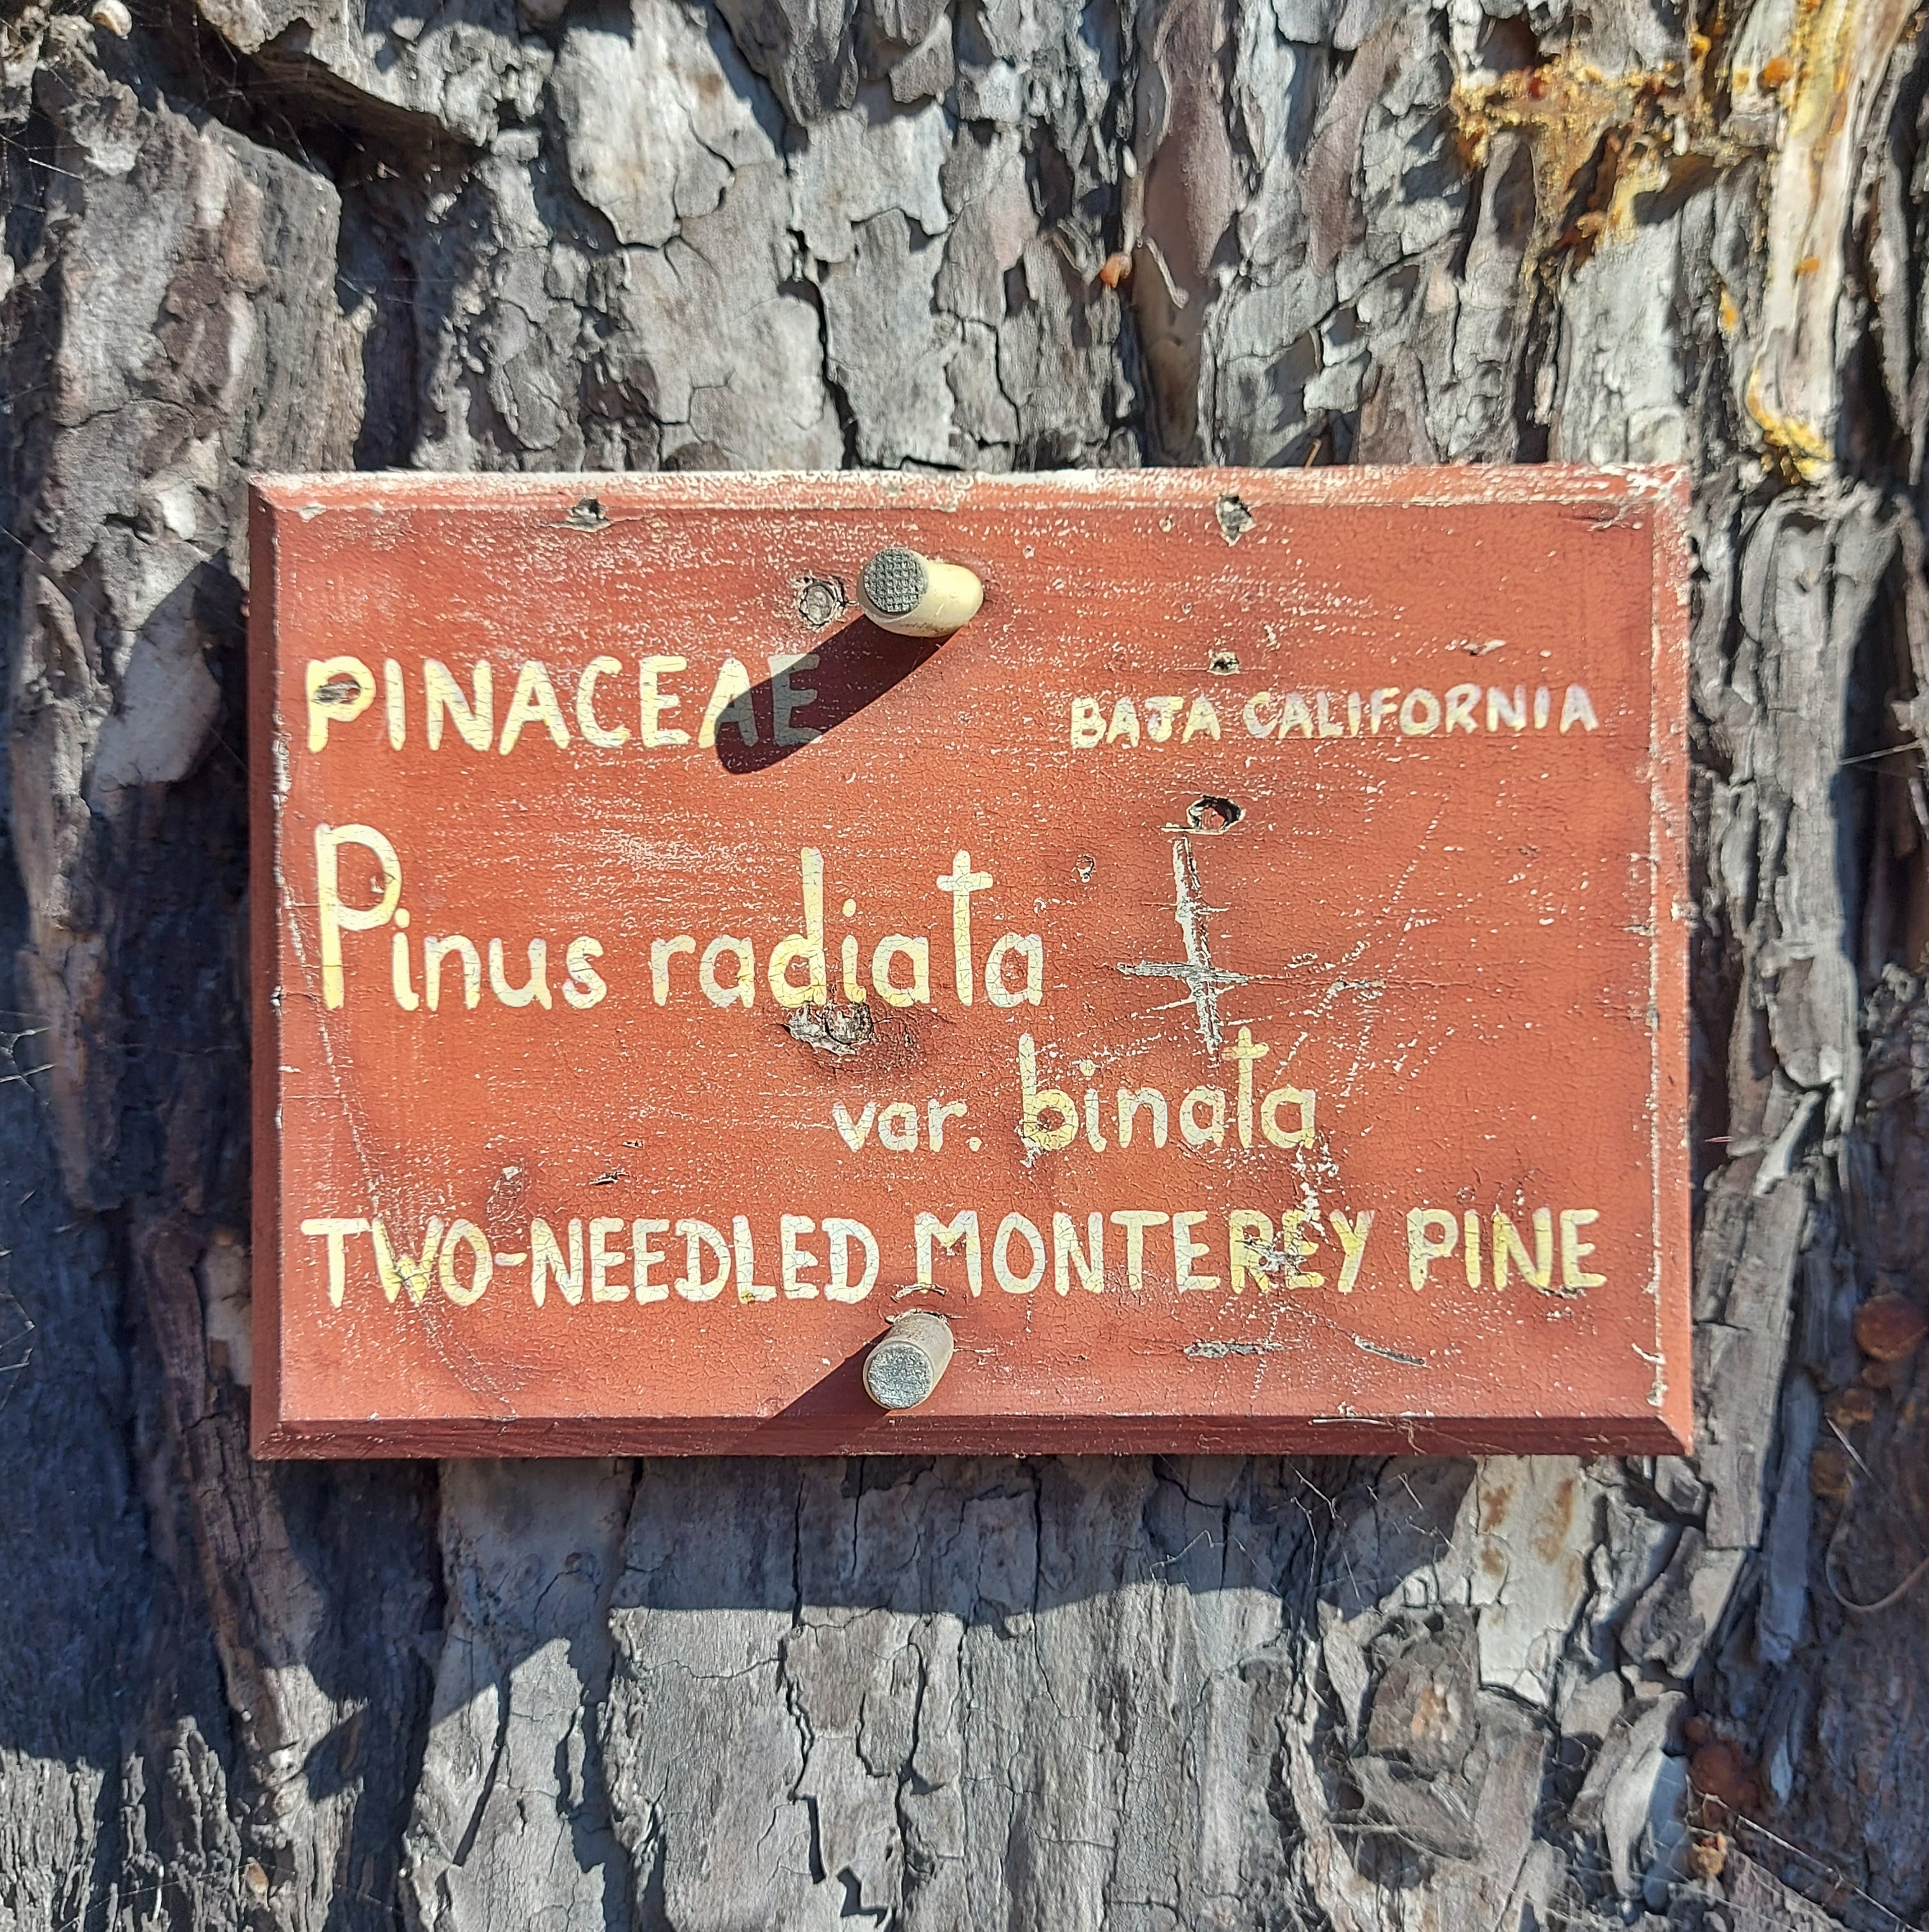 PINACEAE BAJA CALIFORNIA
Pinus radiata
var. binata
TWO-NEEDLED MONTEREY PINE